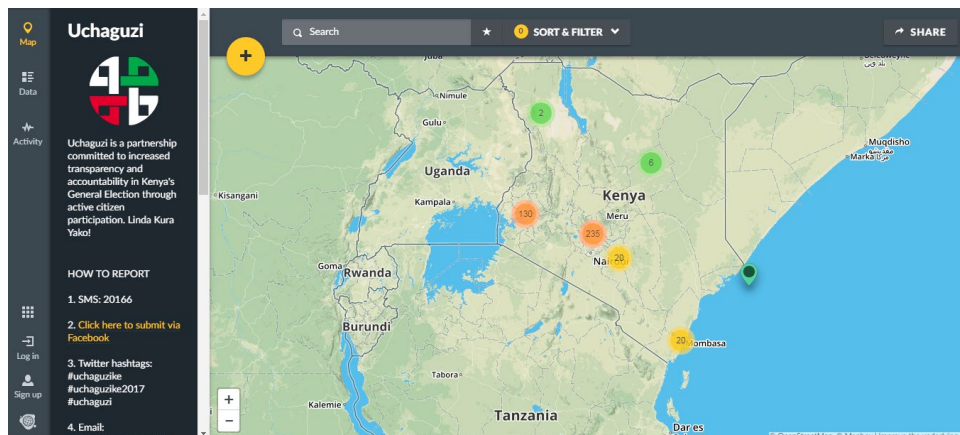 Map
Data
Activity
Log in
Sign up
Uchaguzi
Uchaguzi is a partnership
committed to increased
transparency and
accountability in Kenya's
General Election through
active citizen
participation. Linda Kura
Yako!
HOW TO REPORT
1. SMS: 20166
2. Click here to submit via
Facebook
3. Twitter hashtags:
#uchaguzike
#uchaguzike2017
#uchaguzi
4. Email:
+
Search
0 SORT & FILTER
SHARE
Juba
Nimule
Gulu
2
Muqdisho
مقديشو
Marka مركا
6
Uganda
Kisangani
Kenya
Kampala
130
Meru
235
20
Goma
Rwanda
Burundi
20
Mombasa
Tabora
Kalemie
+
−
Tanzania
Dar es